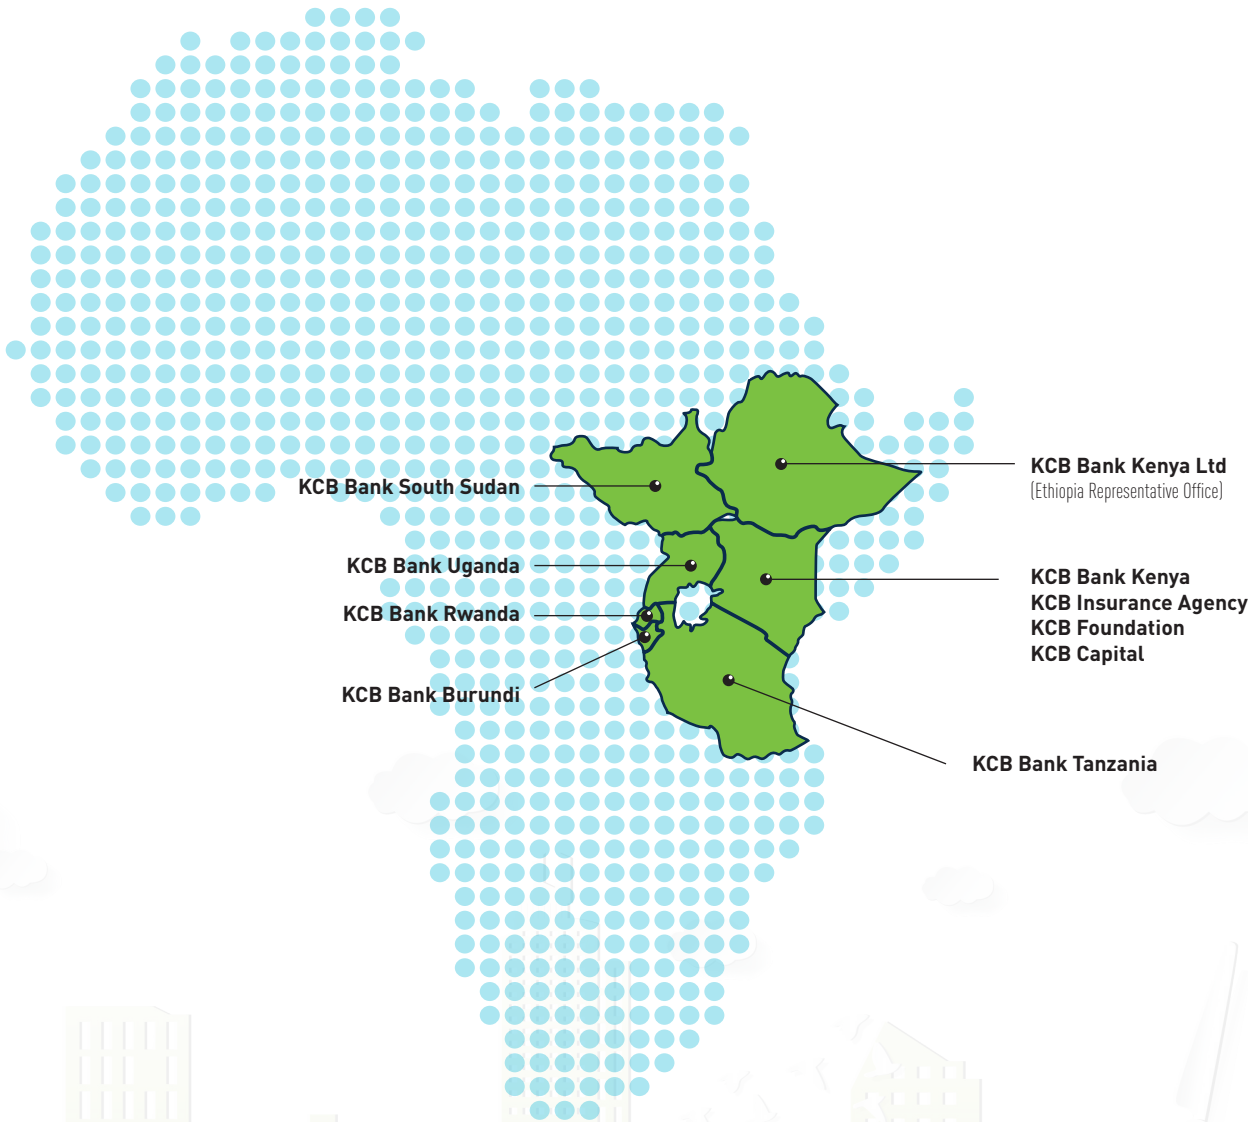 KCB Bank Kenya Ltd
(Ethiopia Representative Office)
KCB Bank South Sudan
KCB Bank Uganda
KCB Bank Kenya
KCB Insurance Agency
KCB Foundation
KCB Capital
KCB Bank Rwanda
KCB Bank Burundi
KCB Bank Tanzania